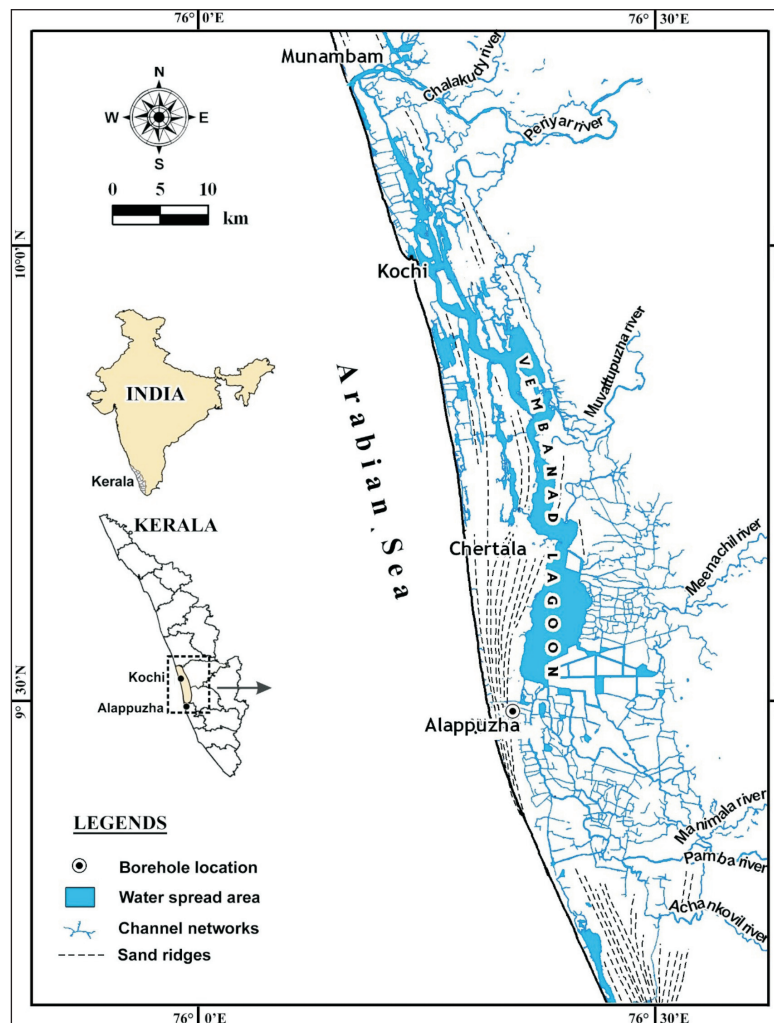 76° 0'E
76° 30'E
Munambam
Chalakudy river
Periyar river
N
W
E
S
0 5 10
km
10°0' N
Kochi
Arabian Sea
VEMBANAD LAGOON
Muvattupuzha river
INDIA
Kerala
KERALA
Chertala
Meenachil river
Kochi
Alappuzha
9° 30'N
Alappuzha
Manimala river
Pamba river
Achankovil river
LEGENDS
Borehole location
Water spread area
Channel networks
Sand ridges
76° 0'E
76° 30'E